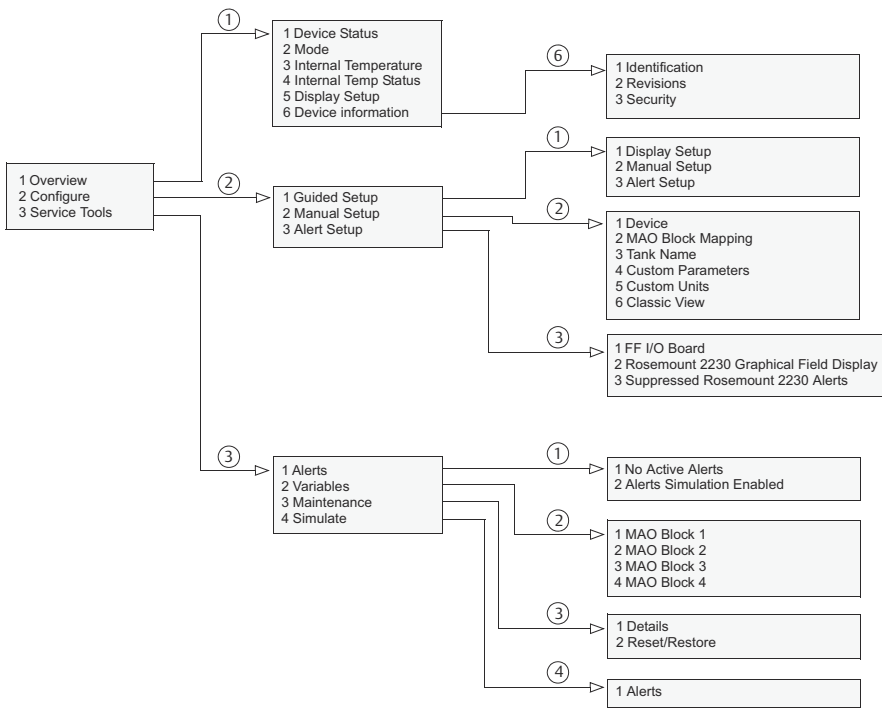 1
1 Device Status
2 Mode
3 Internal Temperature
4 Internal Temp Status
5 Display Setup
6 Device information
6
1 Identification
2 Revisions
3 Security
1 Overview
2 Configure
3 Service Tools
2
1 Guided Setup
2 Manual Setup
3 Alert Setup
1
1 Display Setup
2 Manual Setup
3 Alert Setup
2
1 Device
2 MAO Block Mapping
3 Tank Name
4 Custom Parameters
5 Custom Units
6 Classic View
3
1 FF I/O Board
2 Rosemount 2230 Graphical Field Display
3 Suppressed Rosemount 2230 Alerts
3
1 Alerts
2 Variables
3 Maintenance
4 Simulate
1
1 No Active Alerts
2 Alerts Simulation Enabled
2
1 MAO Block 1
2 MAO Block 2
3 MAO Block 3
4 MAO Block 4
3
1 Details
2 Reset/Restore
4
1 Alerts